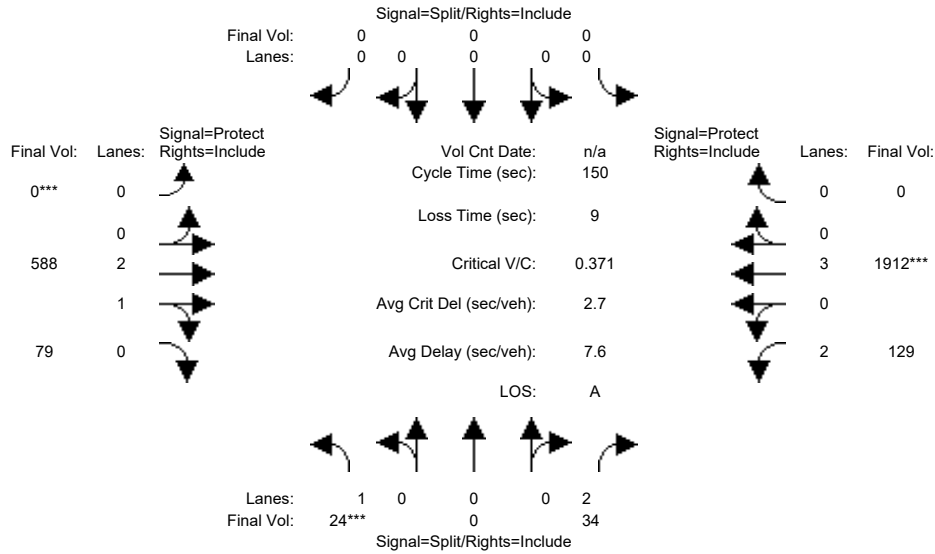 Signal=Split/Rights=Include
Final Vol: 0 0 0
Lanes: 0 0 0 0 0
Signal=Protect Signal=Protect
Final Vol: Lanes: Rights=Include Vol Cnt Date: n/a Rights=Include Lanes: Final Vol:
Cycle Time (sec): 150
0*** 0 0 0
Loss Time (sec): 9
0 0
588 2 Critical V/C: 0.371 3 1912***
1 Avg Crit Del (sec/veh): 2.7 0
79 0 Avg Delay (sec/veh): 7.6 2 129
LOS: A
Lanes: 1 0 0 0 2
Final Vol: 24*** 0 34
Signal=Split/Rights=Include